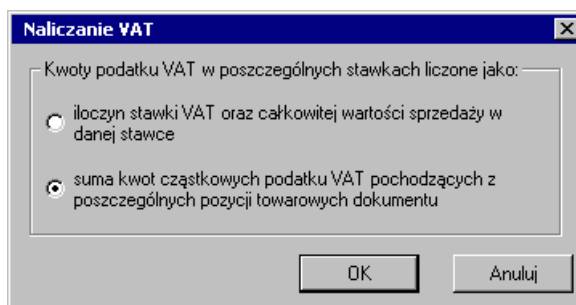 Naliczanie VAT
Kwoty podatku VAT w poszczególnych stawkach liczone jako:
iloczyn stawki VAT oraz całkowitej wartości sprzedaży w
danej stawce
suma kwot cząstkowych podatku VAT pochodzących z
poszczególnych pozycji towarowych dokumentu
OK
Anuluj